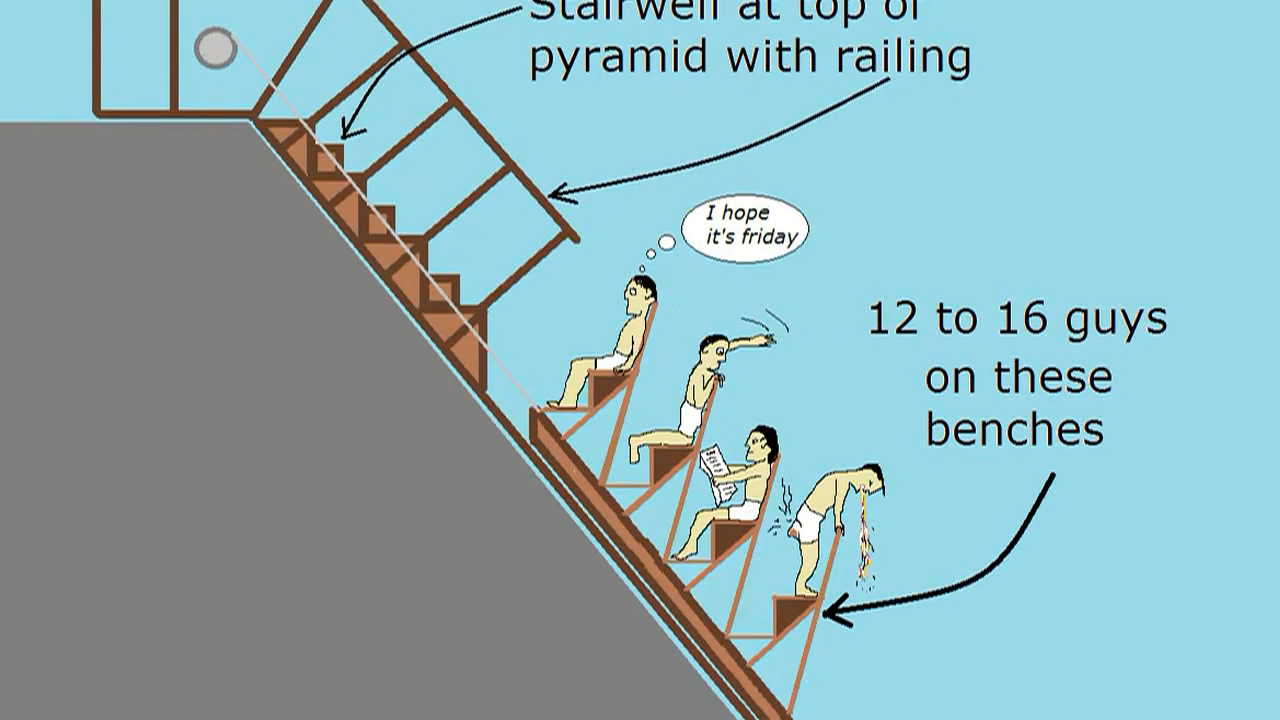 Stairwell at top of
pyramid with railing
I hope
it's friday
12 to 16 guys
on these
benches